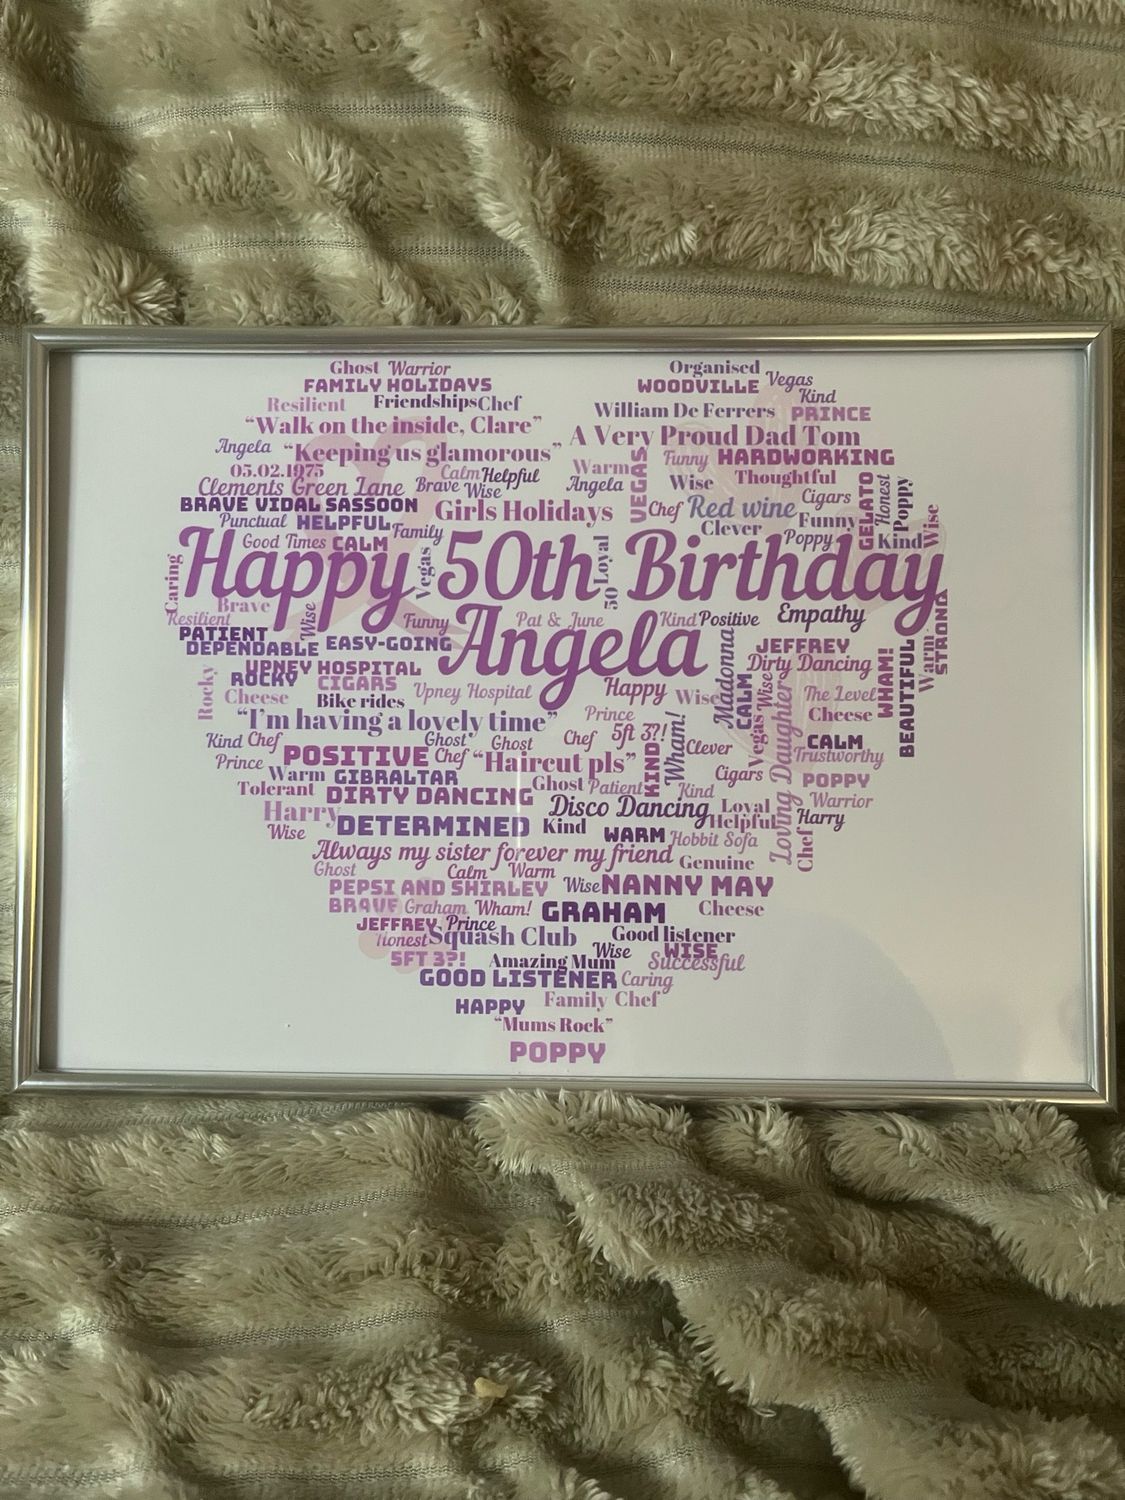 Ghost Warrior
FAMILY HOLIDAYS
Resilient Friendships Chef
"Walk on the inside, Clare"
Angela "Keeping us glamorous"
05.02.1975 Calm Helpful
Clements Green Lane Brave Wise
BRAVE VIDAL SASSOON Girls Holidays
Punctual HELPFUL Family
Good Times CALM
Organised
WOODVILLE Vegas
Kind
William De Ferrers PRINCE
A Very Proud Dad Tom
Funny HARDWORKING
Warm VEGAS Wise Thoughtful
Angela Cigars
Chef Red wine GELATO Honest Poppy
Clever Funny
Poppy Kind Wise
Caring Happy 50th Birthday
Vegas 50 Loyal
Brave
Resilient Wise Funny Pat & June Kind Positive Empathy
Angela
PATIENT
DEPENDABLE EASY-GOING
UPNEY HOSPITAL
ROCKY CIGARS Upney Hospital Happy Wise
Rocky Cheese Bike rides
Madonna CALM Wise JEFFREY
Dirty Dancing
The Level WHAM! BEAUTIFUL Warm STRONG
Cheese
"I'm having a lovely time" Prince
5ft 3?! Wham!
Kind Chef Ghost Ghost Chef Clever Vegas Loving Daughter CALM
Prince POSITIVE Chef "Haircut pls" KIND Trustworthy
Warm GIBRALTAR Ghost Patient Kind Cigars POPPY
Tolerant DIRTY DANCING Warrior
Harry Disco Dancing Loyal
Wise DETERMINED Kind Helpful Harry
WARM Hobbit Sofa Chef
Always my sister forever my friend Genuine
Ghost Calm Warm
PEPSI AND SHIRLEY Wise NANNY MAY
BRAVE Graham Wham! GRAHAM Cheese
JEFFREY Prince
Honest Squash Club Good listener
Wise WISE
5FT 3?! Amazing Mum Successful
GOOD LISTENER Caring
HAPPY Family Chef
"Mums Rock"
POPPY